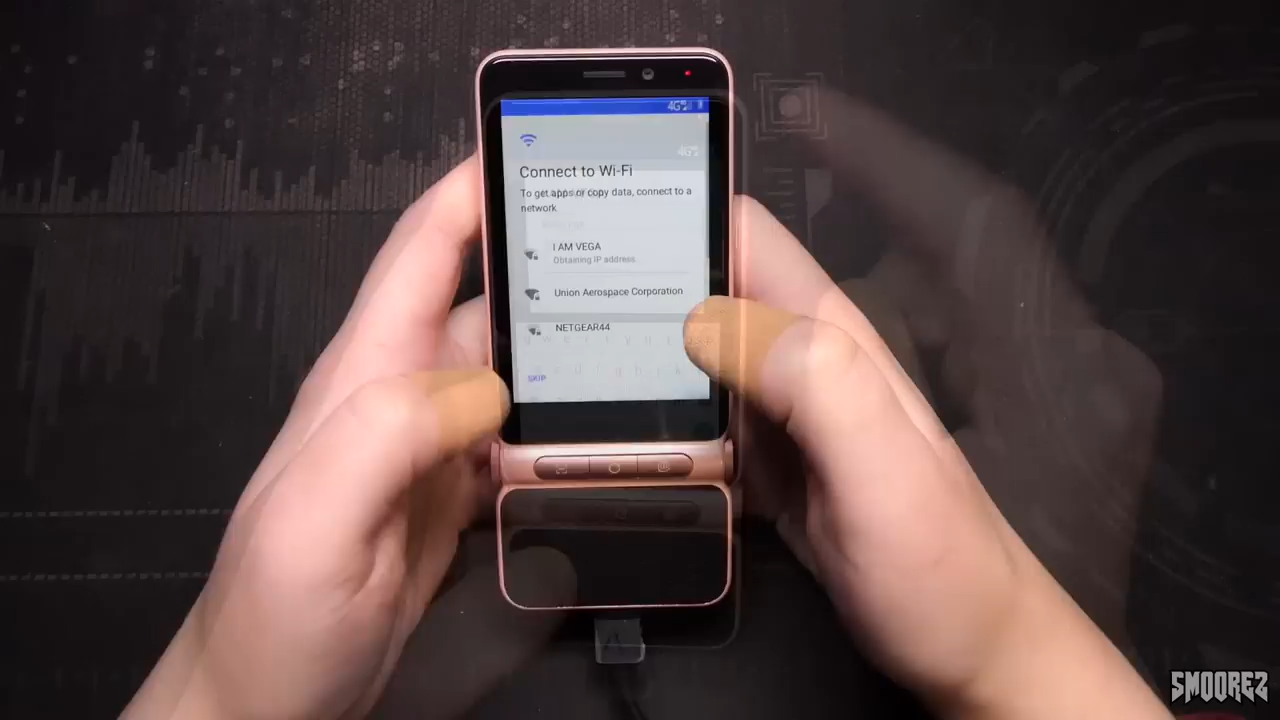 4G
4G
Connect to Wi-Fi
To get apps or copy data, connect to a
network
I AM VEGA
Obtaining IP address
Union Aerospace Corporation
NETGEAR44
SKIP
SMOOREZ